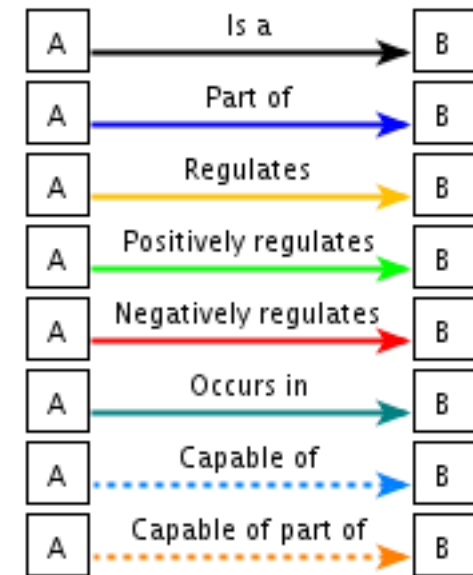 A Is a B
A Part of B
A Regulates B
A Positively regulates B
A Negatively regulates B
A Occurs in B
A Capable of B
A Capable of part of B